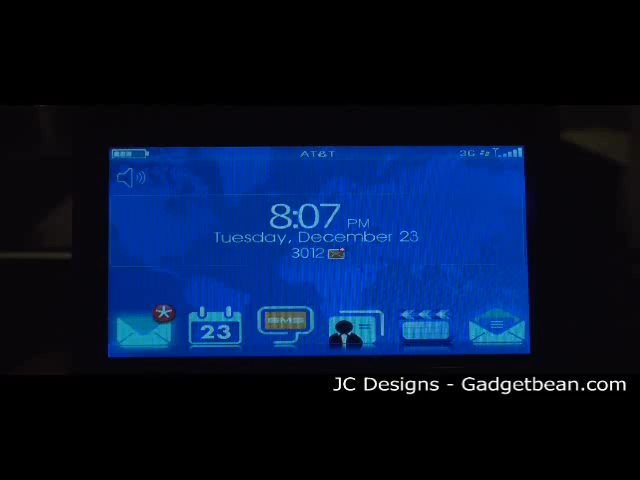 AT&T
3G
8:07 PM
Tuesday, December 23
3012
23
SMS
JC Designs - Gadgetbean.com